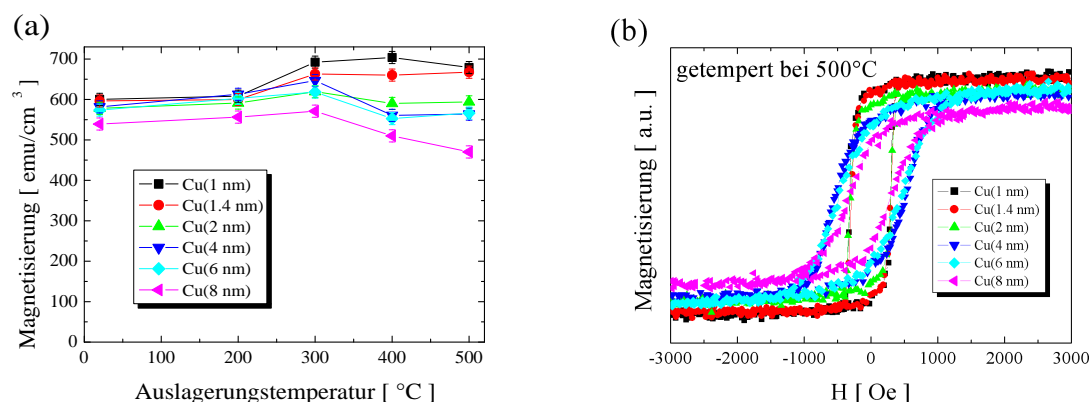 (a)
700
600
500
400
300
200
100
0
Magnetisierung [ emu/cm³
Cu(1 nm)
Cu(1.4 nm)
Cu(2 nm)
Cu(4 nm)
Cu(6 nm)
Cu(8 nm)
0 100 200 300 400 500
Auslagerungstemperatur [ °C]
(b)
getempert bei 500°C
Magnetisierung [ a.u.]
Cu(1 nm)
Cu(1.4 nm)
Cu(2 nm)
Cu(4 nm)
Cu(6 nm)
Cu(8 nm)
-3000 -2000 -1000 0 1000 2000 3000
H [ Oe]